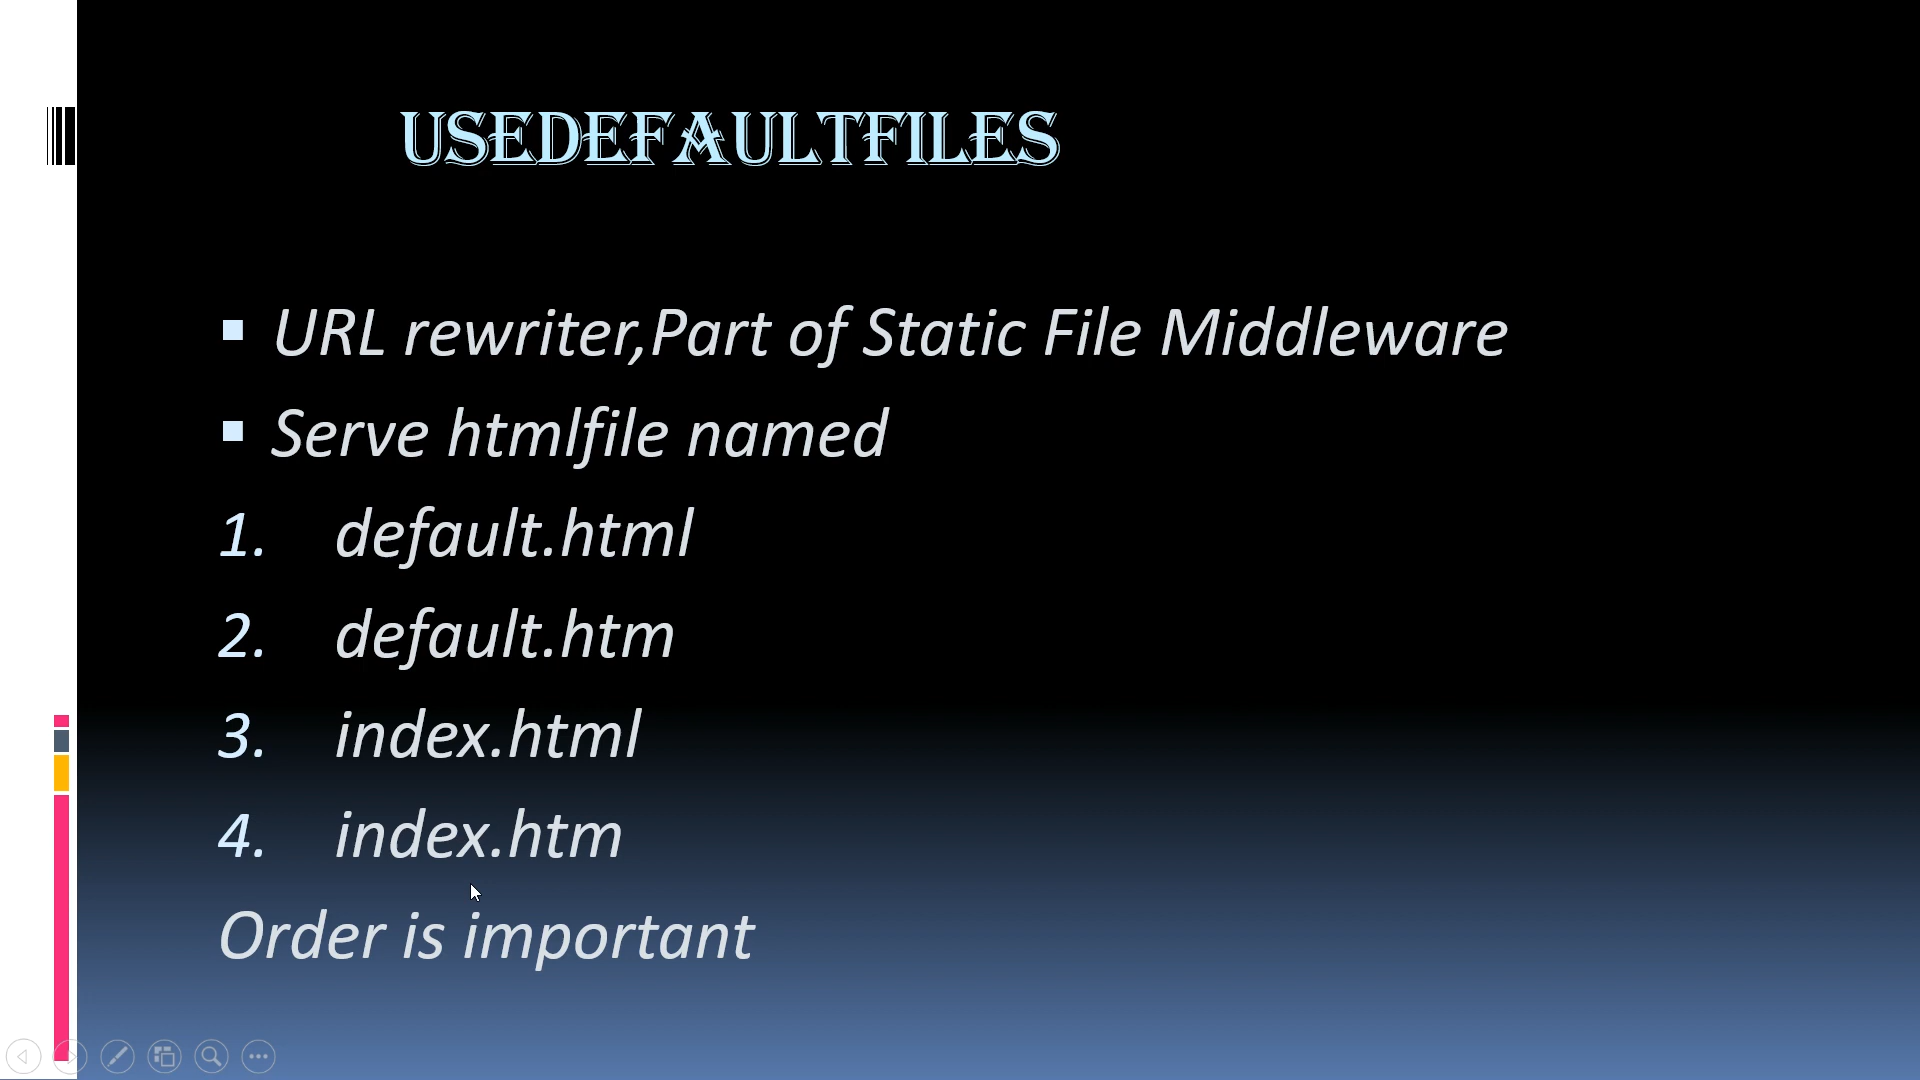 USEDEFAULTFILES
URL rewriter,Part of Static File Middleware
Serve htmlfile named
1. default.html
2. default.htm
3. index.html
4. index.htm
Order is important